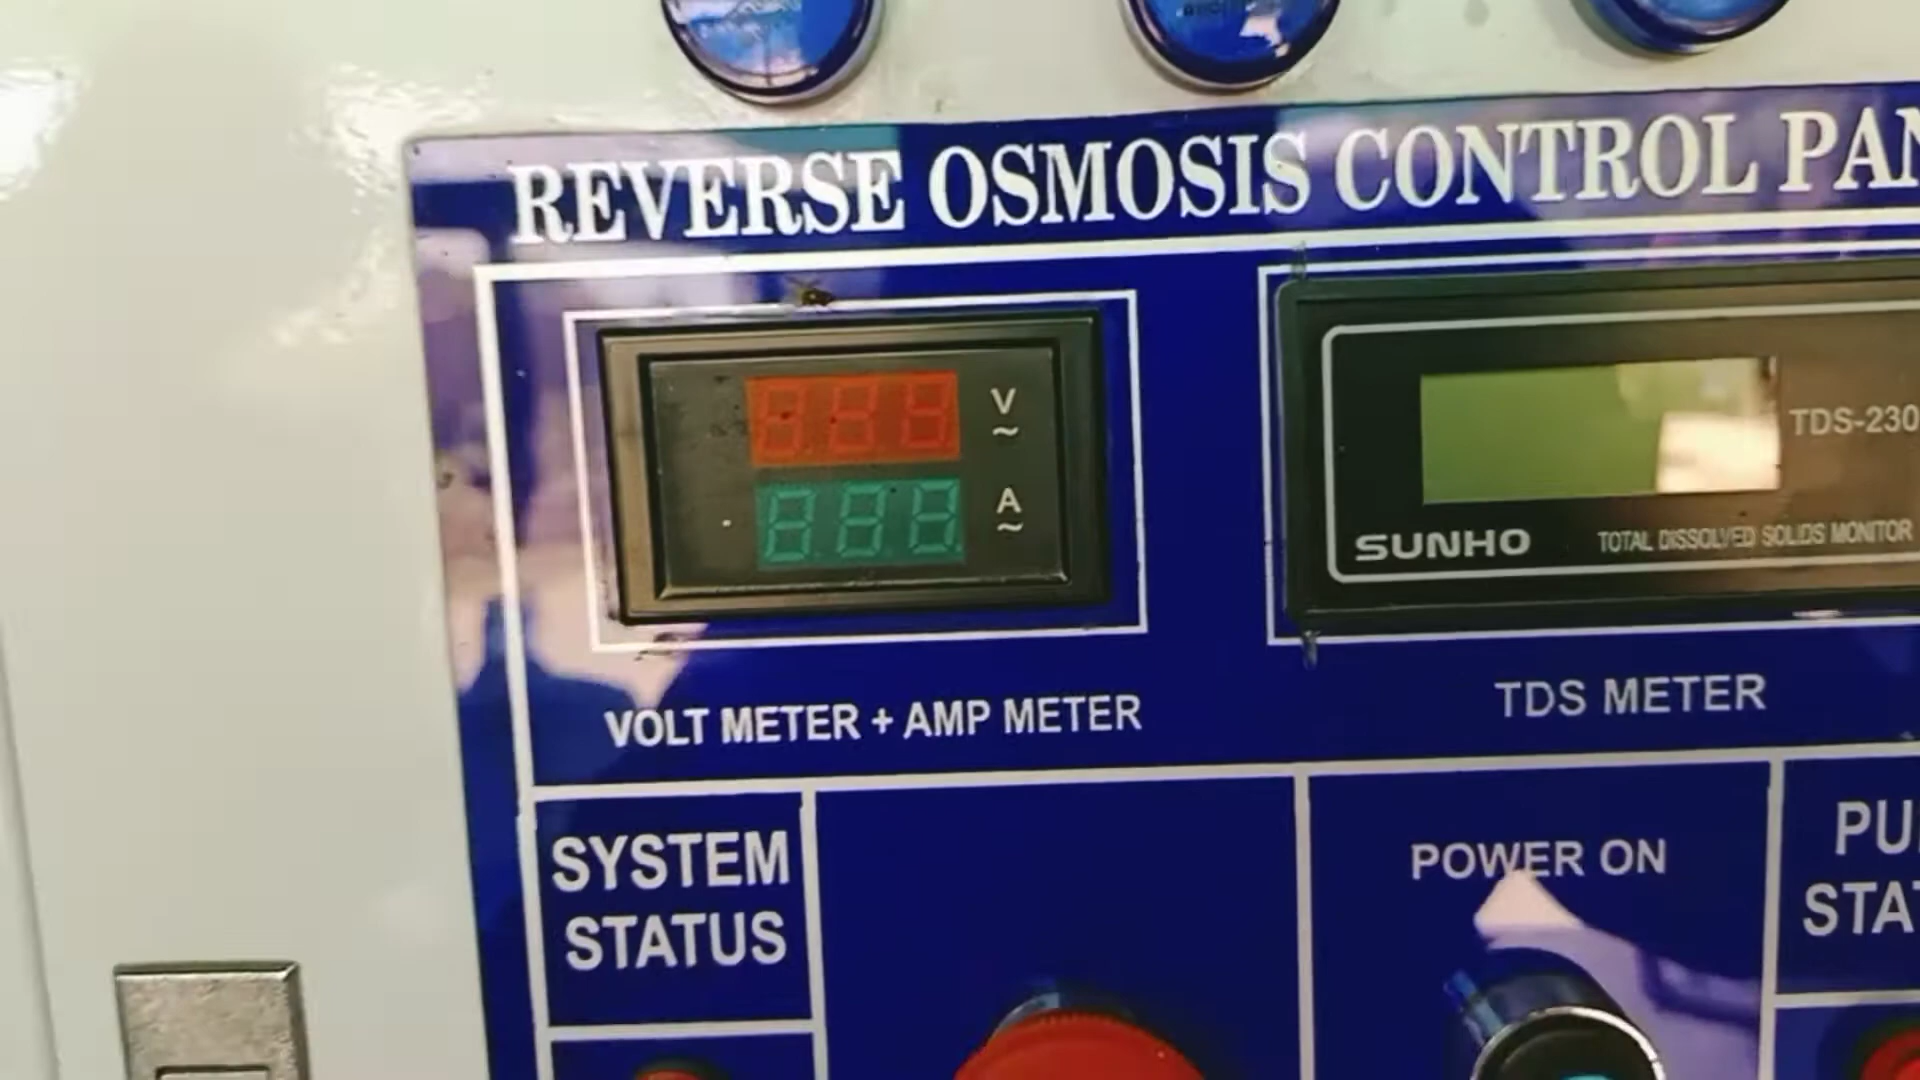 REVERSE OSMOSIS CONTROL PAN
V
~
A
~
TDS-230
SUNHO
TOTAL DISSOLVED SOLIDS MONITOR
VOLT METER + AMP METER
TDS METER
SYSTEM
STATUS
POWER ON
PU
STAT